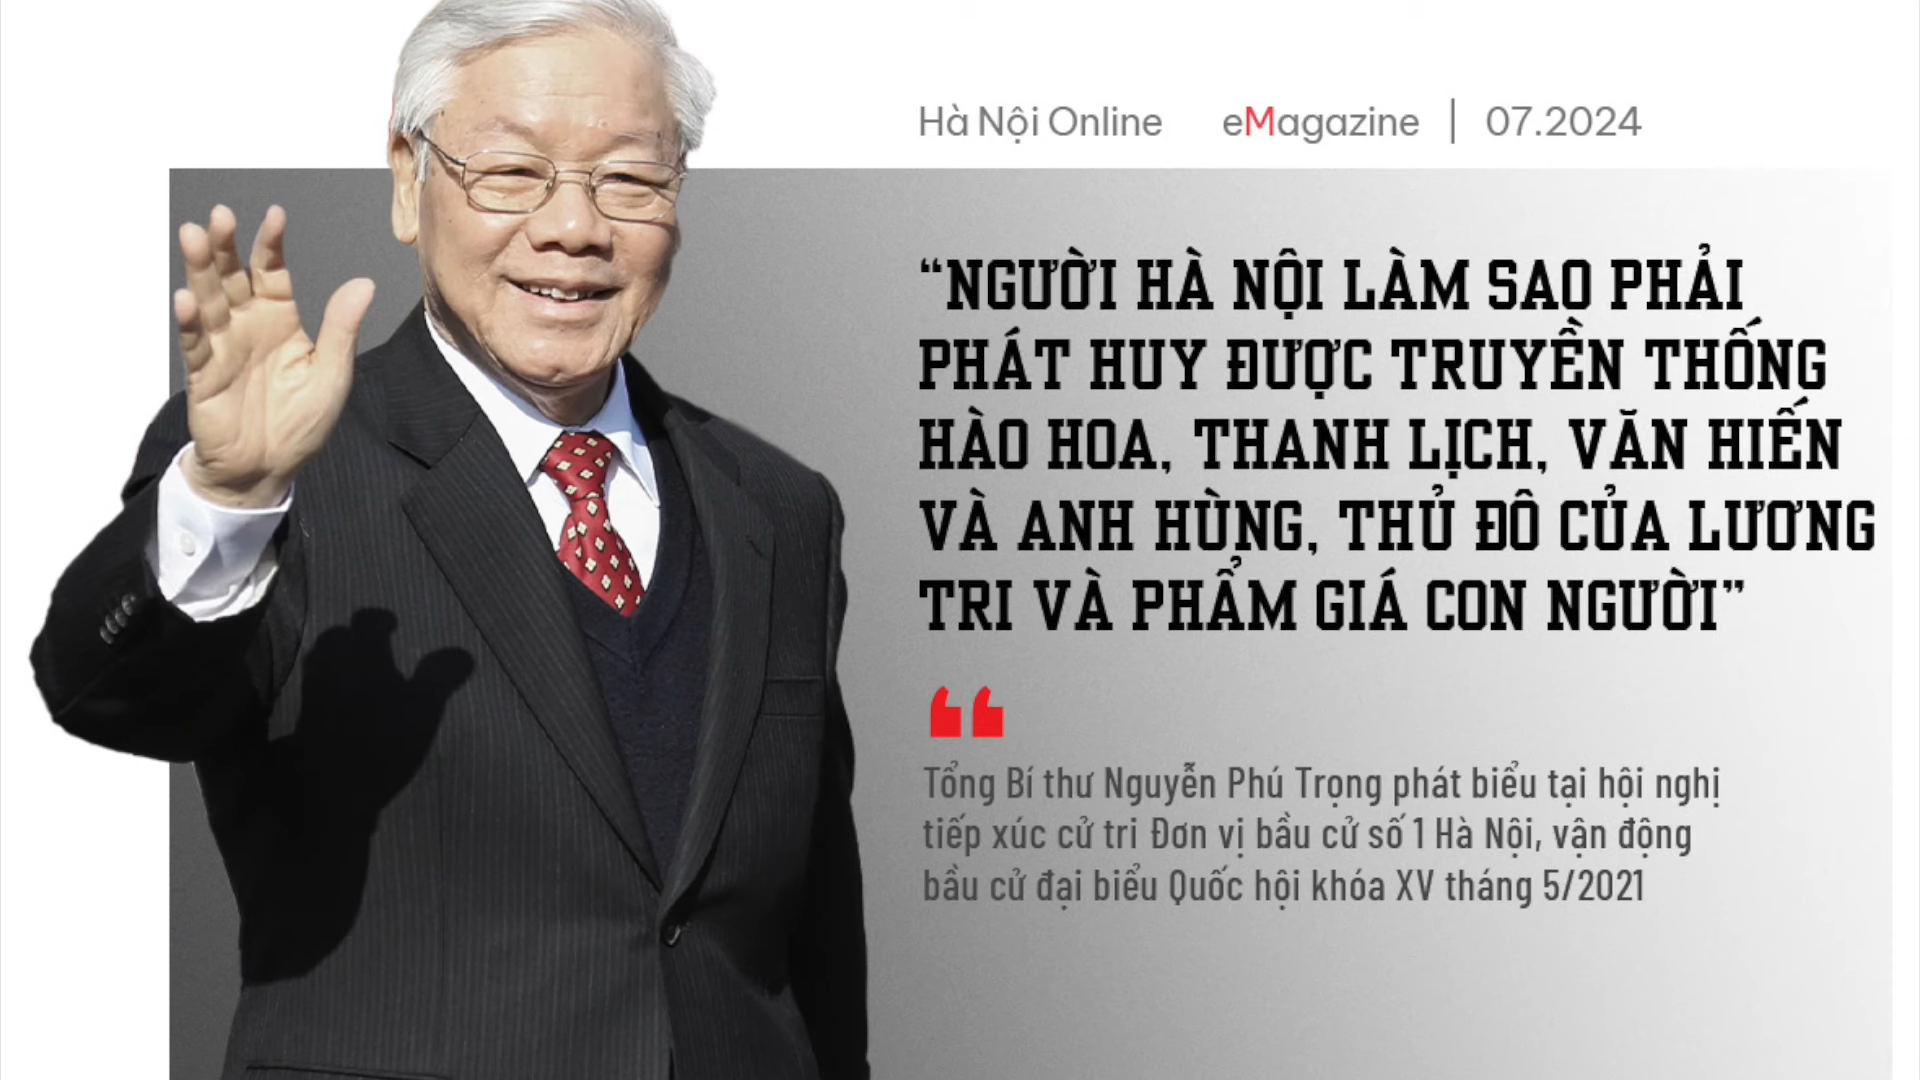 Hà Nội Online eMagazine | 07.2024
“NGƯỜI HÀ NỘI LÀM SAO PHẢI
PHÁT HUY ĐƯỢC TRUYỀN THỐNG
HÀO HOA, THANH LỊCH, VĂN HIẾN
VÀ ANH HÙNG, THỦ ĐÔ CỦA LƯƠNG
TRI VÀ PHẨM GIÁ CON NGƯỜI”
Tổng Bí thư Nguyễn Phú Trọng phát biểu tại hội nghị
tiếp xúc cử tri Đơn vị bầu cử số 1 Hà Nội, vận động
bầu cử đại biểu Quốc hội khóa XV tháng 5/2021